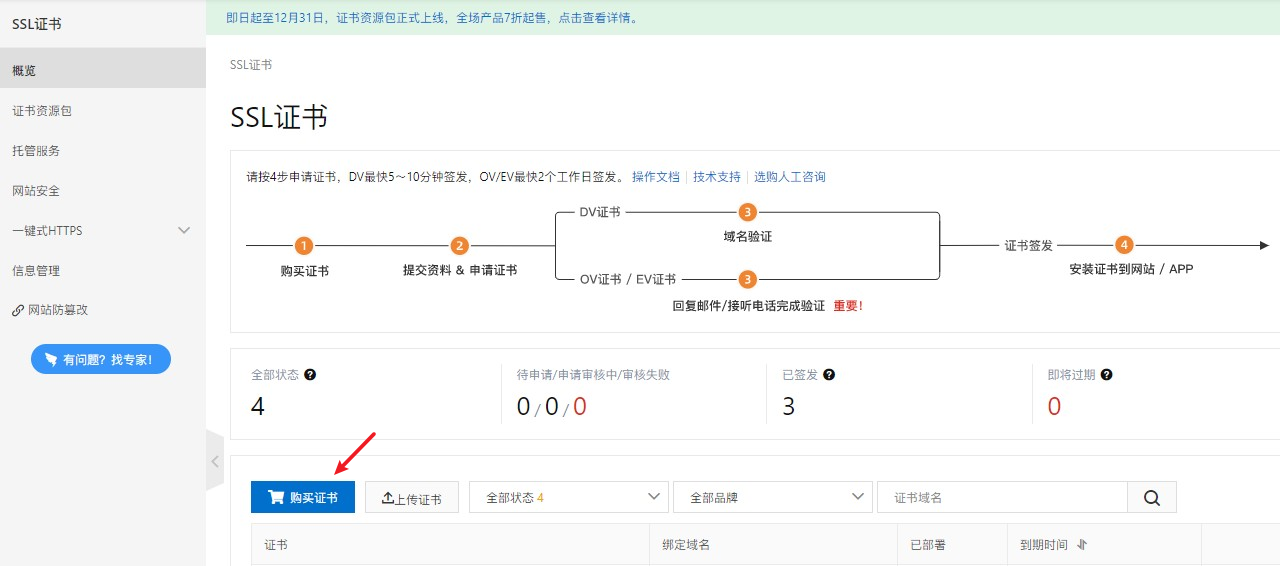 SSL证书
即日起至12月31日，证书资源包正式上线，全场产品7折起售，点击查看详情。
概览
证书资源包
托管服务
网站安全
一键式HTTPS
信息管理
网站防篡改
有问题？找专家！
SSL证书
SSL证书
请按4步申请证书，DV最快5～10分钟签发，OV/EV最快2个工作日签发。 操作文档 技术支持 选购人工咨询
DV证书 3
域名验证
1 2 证书签发 4
购买证书 提交资料 & 申请证书 安装证书到网站 / APP
OV证书 / EV证书 3
回复邮件/接听电话完成验证 重要！
全部状态 ? 待申请/申请审核中/审核失败 已签发 ? 即将过期 ?
4 0 / 0 / 0 3 0
购买证书 上传证书 全部状态 4 全部品牌 证书域名
证书 绑定域名 已部署 到期时间